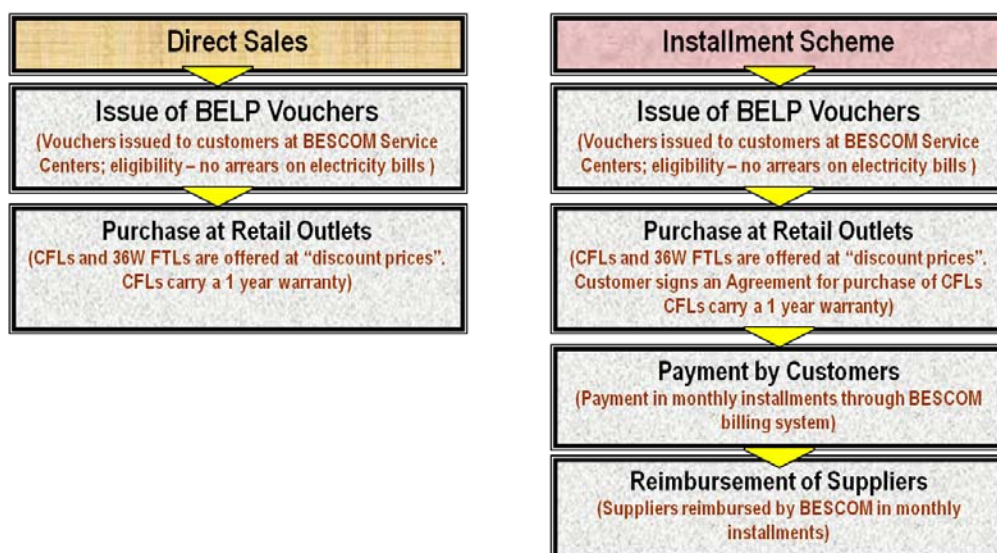 Direct Sales
Issue of BELP Vouchers
(Vouchers issued to customers at BESCOM Service
Centers; eligibility – no arrears on electricity bills )
Purchase at Retail Outlets
(CFLs and 36W FTLs are offered at “discount prices”.
CFLs carry a 1 year warranty)
Installment Scheme
Issue of BELP Vouchers
(Vouchers issued to customers at BESCOM Service
Centers; eligibility – no arrears on electricity bills )
Purchase at Retail Outlets
(CFLs and 36W FTLs are offered at “discount prices”.
Customer signs an Agreement for purchase of CFLs
CFLs carry a 1 year warranty)
Payment by Customers
(Payment in monthly installments through BESCOM
billing system)
Reimbursement of Suppliers
(Suppliers reimbursed by BESCOM in monthly
installments)